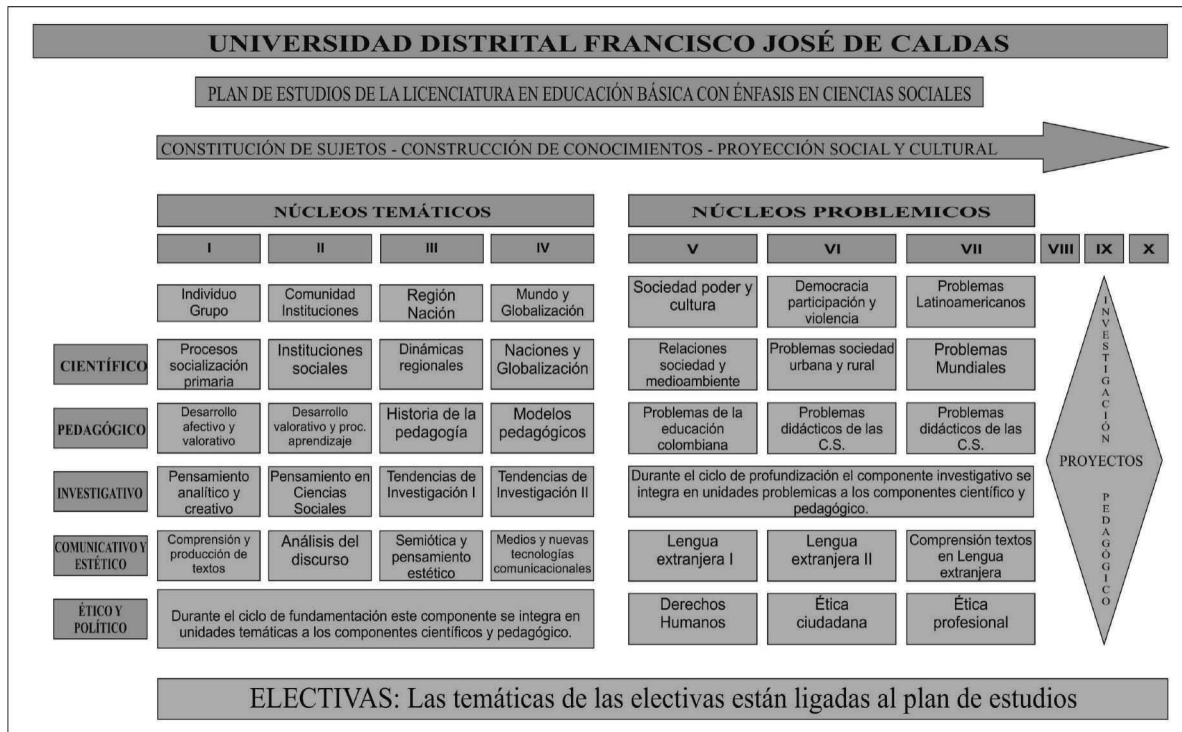 UNIVERSIDAD DISTRITAL FRANCISCO JOSÉ DE CALDAS
PLAN DE ESTUDIOS DE LA LICENCIATURA EN EDUCACIÓN BÁSICA CON ÉNFASIS EN CIENCIAS SOCIALES
CONSTITUCIÓN DE SUJETOS - CONSTRUCCIÓN DE CONOCIMIENTOS - PROYECCIÓN SOCIAL Y CULTURAL
NÚCLEOS TEMÁTICOS
NÚCLEOS PROBLEMICOS
I
II
III
IV
V
VI
VII
VIII
IX
X
Individuo
Grupo
Comunidad
Instituciones
Región
Nación
Mundo y
Globalización
Sociedad poder y
cultura
Democracia
participación y
violencia
Problemas
Latinoamericanos
CIENTÍFICO
Procesos
socialización
primaria
Instituciones
sociales
Dinámicas
regionales
Naciones y
Globalización
Relaciones
sociedad y
medioambiente
Problemas sociedad
urbana y rural
Problemas
Mundiales
PEDAGÓGICO
Desarrollo
afectivo y
valorativo
Desarrollo
valorativo y proc.
aprendizaje
Historia de la
pedagogía
Modelos
pedagógicos
Problemas de la
educación
colombiana
Problemas
didácticos de las
C.S.
Problemas
didácticos de las
C.S.
INVESTIGATIVO
Pensamiento
analítico y
creativo
Pensamiento en
Ciencias
Sociales
Tendencias de
Investigación I
Tendencias de
Investigación II
Durante el ciclo de profundización el componente investigativo se
integra en unidades problemicas a los componentes científico y
pedagógico.
COMUNICATIVO Y
ESTÉTICO
Comprensión y
producción de
textos
Análisis del
discurso
Semiótica y
pensamiento
estético
Medios y nuevas
tecnologías
comunicacionales
Lengua
extranjera I
Lengua
extranjera II
Comprensión textos
en Lengua
extranjera
ÉTICO Y
POLÍTICO
Durante el ciclo de fundamentación este componente se integra en
unidades temáticas a los componentes científicos y pedagógico.
Derechos
Humanos
Ética
ciudadana
Ética
profesional
INVESTIGACIÓN
PROYECTOS
PEDAGÓGICO
ELECTIVAS: Las temáticas de las electivas están ligadas al plan de estudios